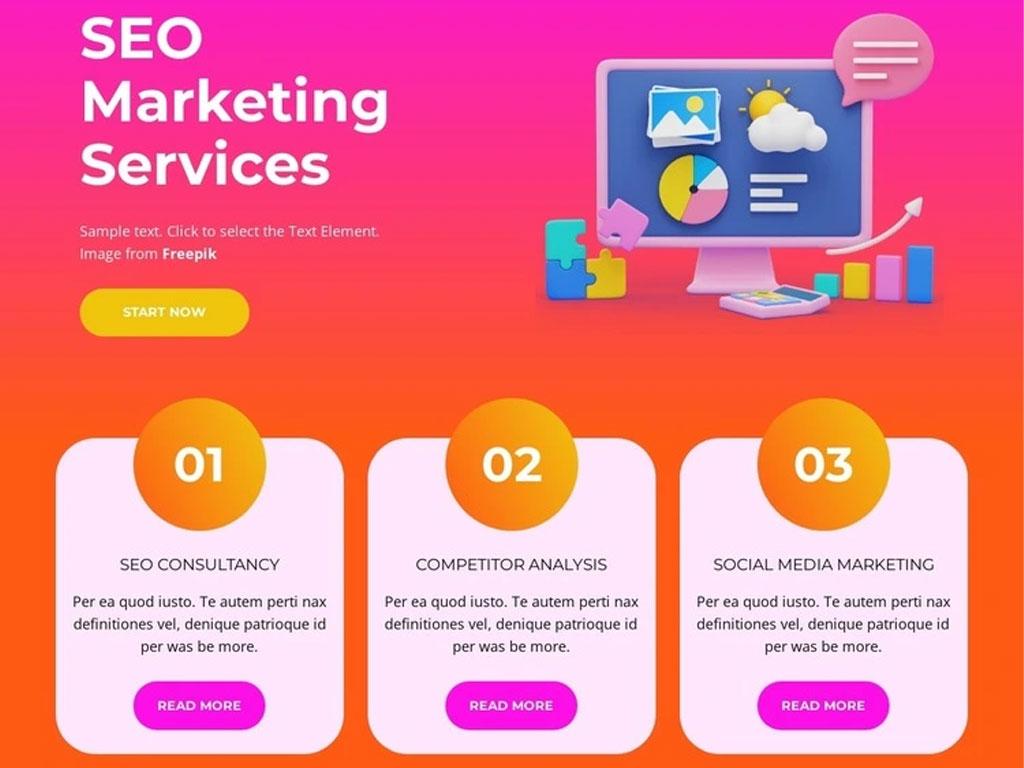 SEO
Marketing
Services
Sample text. Click to select the Text Element.
Image from Freepik
START NOW
01
SEO CONSULTANCY
Per ea quod iusto. Te autem perti nax
definitiones vel, denique patrioque id
per was be more.
READ MORE
02
COMPETITOR ANALYSIS
Per ea quod iusto. Te autem perti nax
definitiones vel, denique patrioque id
per was be more.
READ MORE
03
SOCIAL MEDIA MARKETING
Per ea quod iusto. Te autem perti nax
definitiones vel, denique patrioque id
per was be more.
READ MORE